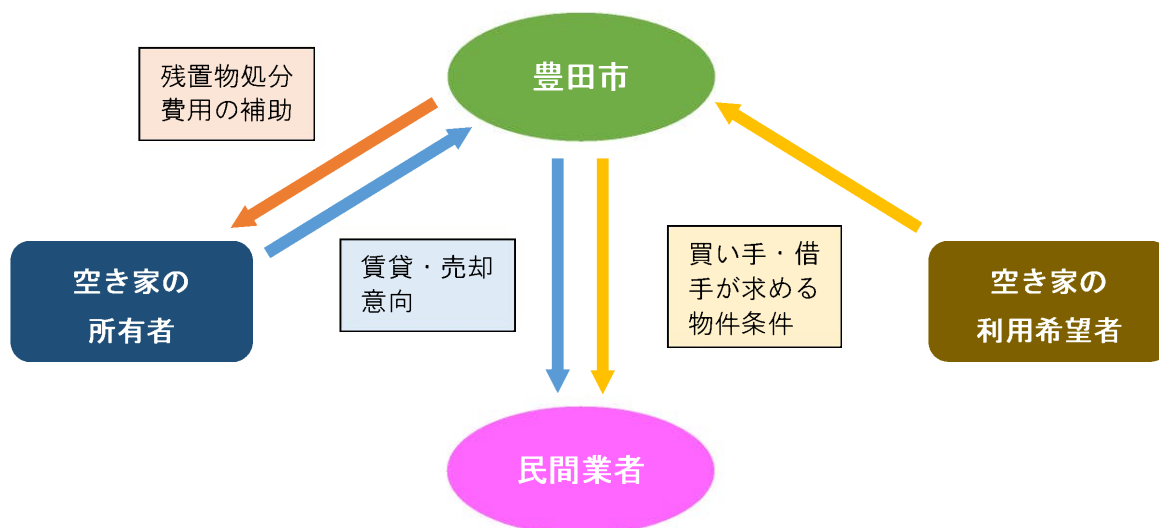 残置物処分
費用の補助
豊田市
空き家の
所有者
賃貸・売却
意向
買い手・借
手が求める
物件条件
空き家の
利用希望者
民間業者